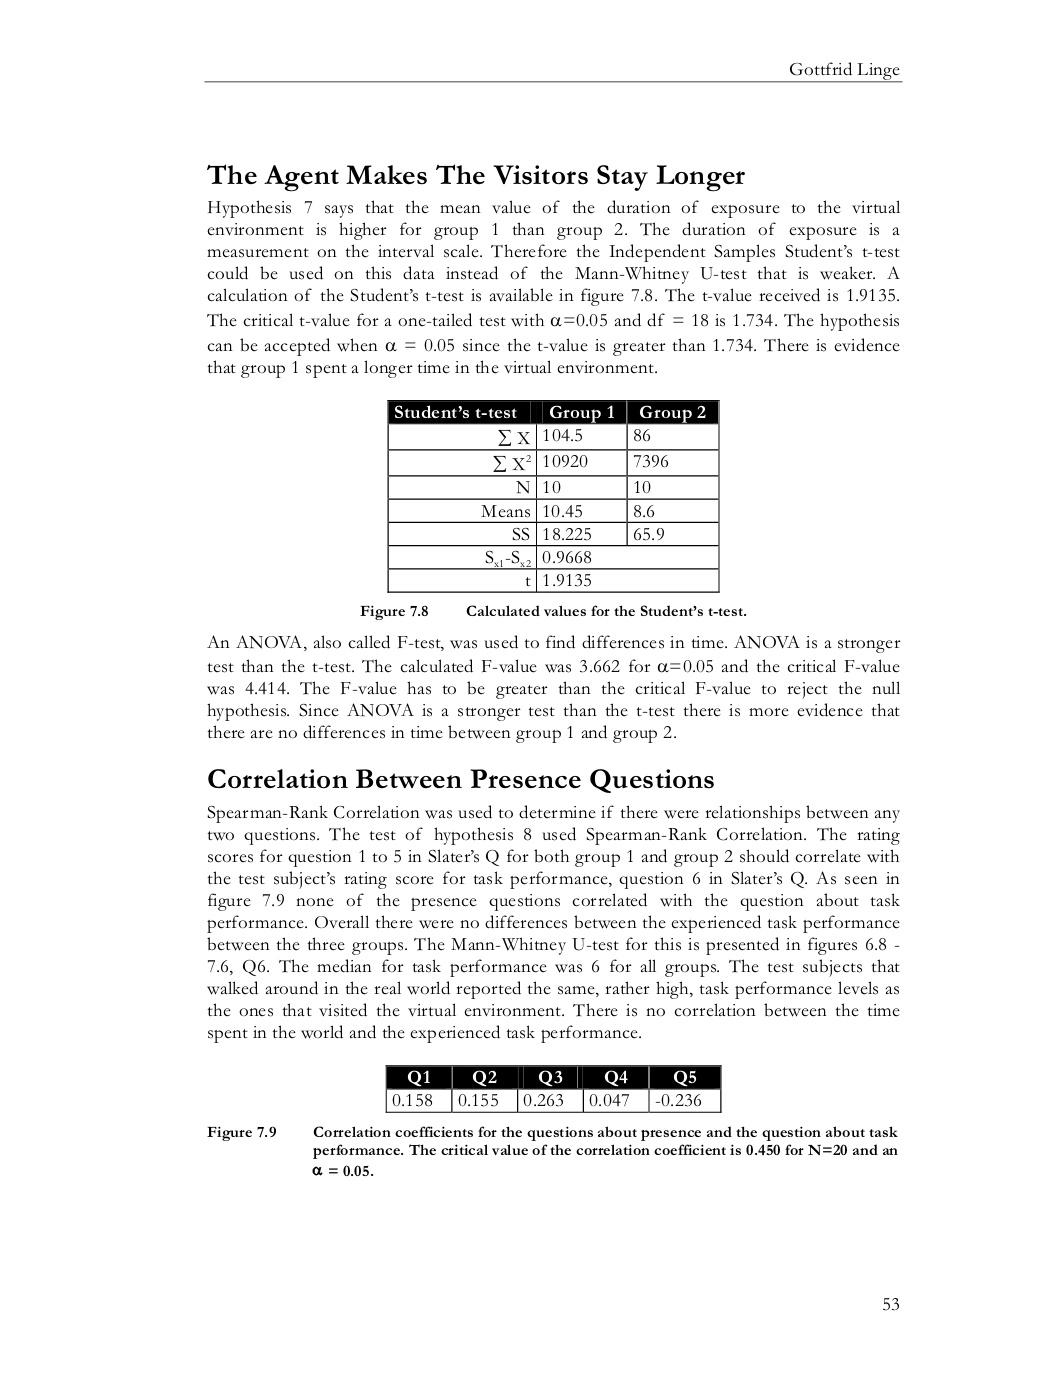 Gottfrid Linge
The Agent Makes The Visitors Stay Longer
Hypothesis 7 says that the mean value of the duration of exposure to the virtual
environment is higher for group 1 than group 2. The duration of exposure is a
measurement on the interval scale. Therefore the Independent Samples Student’s t-test
could be used on this data instead of the Mann-Whitney U-test that is weaker. A
calculation of the Student’s t-test is available in figure 7.8. The t-value received is 1.9135.
The critical t-value for a one-tailed test with α=0.05 and df = 18 is 1.734. The hypothesis
can be accepted when α = 0.05 since the t-value is greater than 1.734. There is evidence
that group 1 spent a longer time in the virtual environment.
Student’s t-test Group 1 Group 2
∑ X 104.5 86
∑ X² 10920 7396
N 10 10
Means 10.45 8.6
SS 18.225 65.9
Sx1-Sx2 0.9668
t 1.9135
Figure 7.8 Calculated values for the Student’s t-test.
An ANOVA, also called F-test, was used to find differences in time. ANOVA is a stronger
test than the t-test. The calculated F-value was 3.662 for α=0.05 and the critical F-value
was 4.414. The F-value has to be greater than the critical F-value to reject the null
hypothesis. Since ANOVA is a stronger test than the t-test there is more evidence that
there are no differences in time between group 1 and group 2.
Correlation Between Presence Questions
Spearman-Rank Correlation was used to determine if there were relationships between any
two questions. The test of hypothesis 8 used Spearman-Rank Correlation. The rating
scores for question 1 to 5 in Slater’s Q for both group 1 and group 2 should correlate with
the test subject’s rating score for task performance, question 6 in Slater’s Q. As seen in
figure 7.9 none of the presence questions correlated with the question about task
performance. Overall there were no differences between the experienced task performance
between the three groups. The Mann-Whitney U-test for this is presented in figures 6.8 -
7.6, Q6. The median for task performance was 6 for all groups. The test subjects that
walked around in the real world reported the same, rather high, task performance levels as
the ones that visited the virtual environment. There is no correlation between the time
spent in the world and the experienced task performance.
Q1 Q2 Q3 Q4 Q5
0.158 0.155 0.263 0.047 -0.236
Figure 7.9 Correlation coefficients for the questions about presence and the question about task
performance. The critical value of the correlation coefficient is 0.450 for N=20 and an
α = 0.05.
53